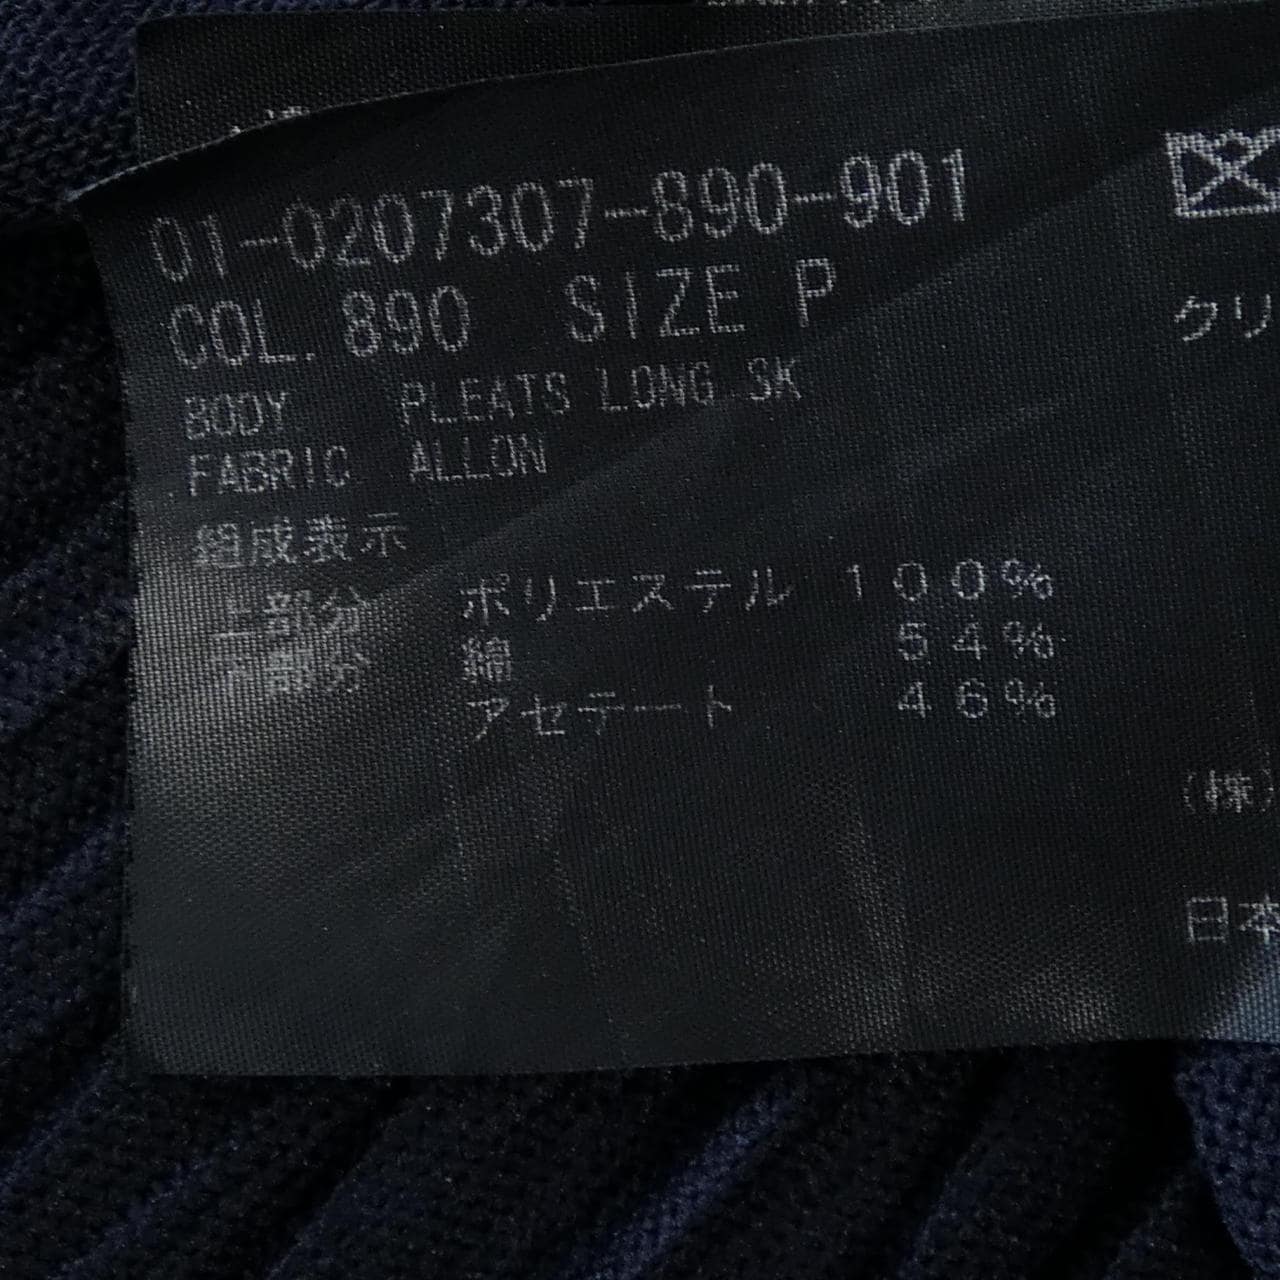 01-0207307-890-901
COL. 890 SIZE P
BODY. PLEATS LONG SK
FABRIC ALLON
組成表示
上部分 ポリエステル 100%
下部分 綿 54%
アセテート 46%
クリ
(株)
日本